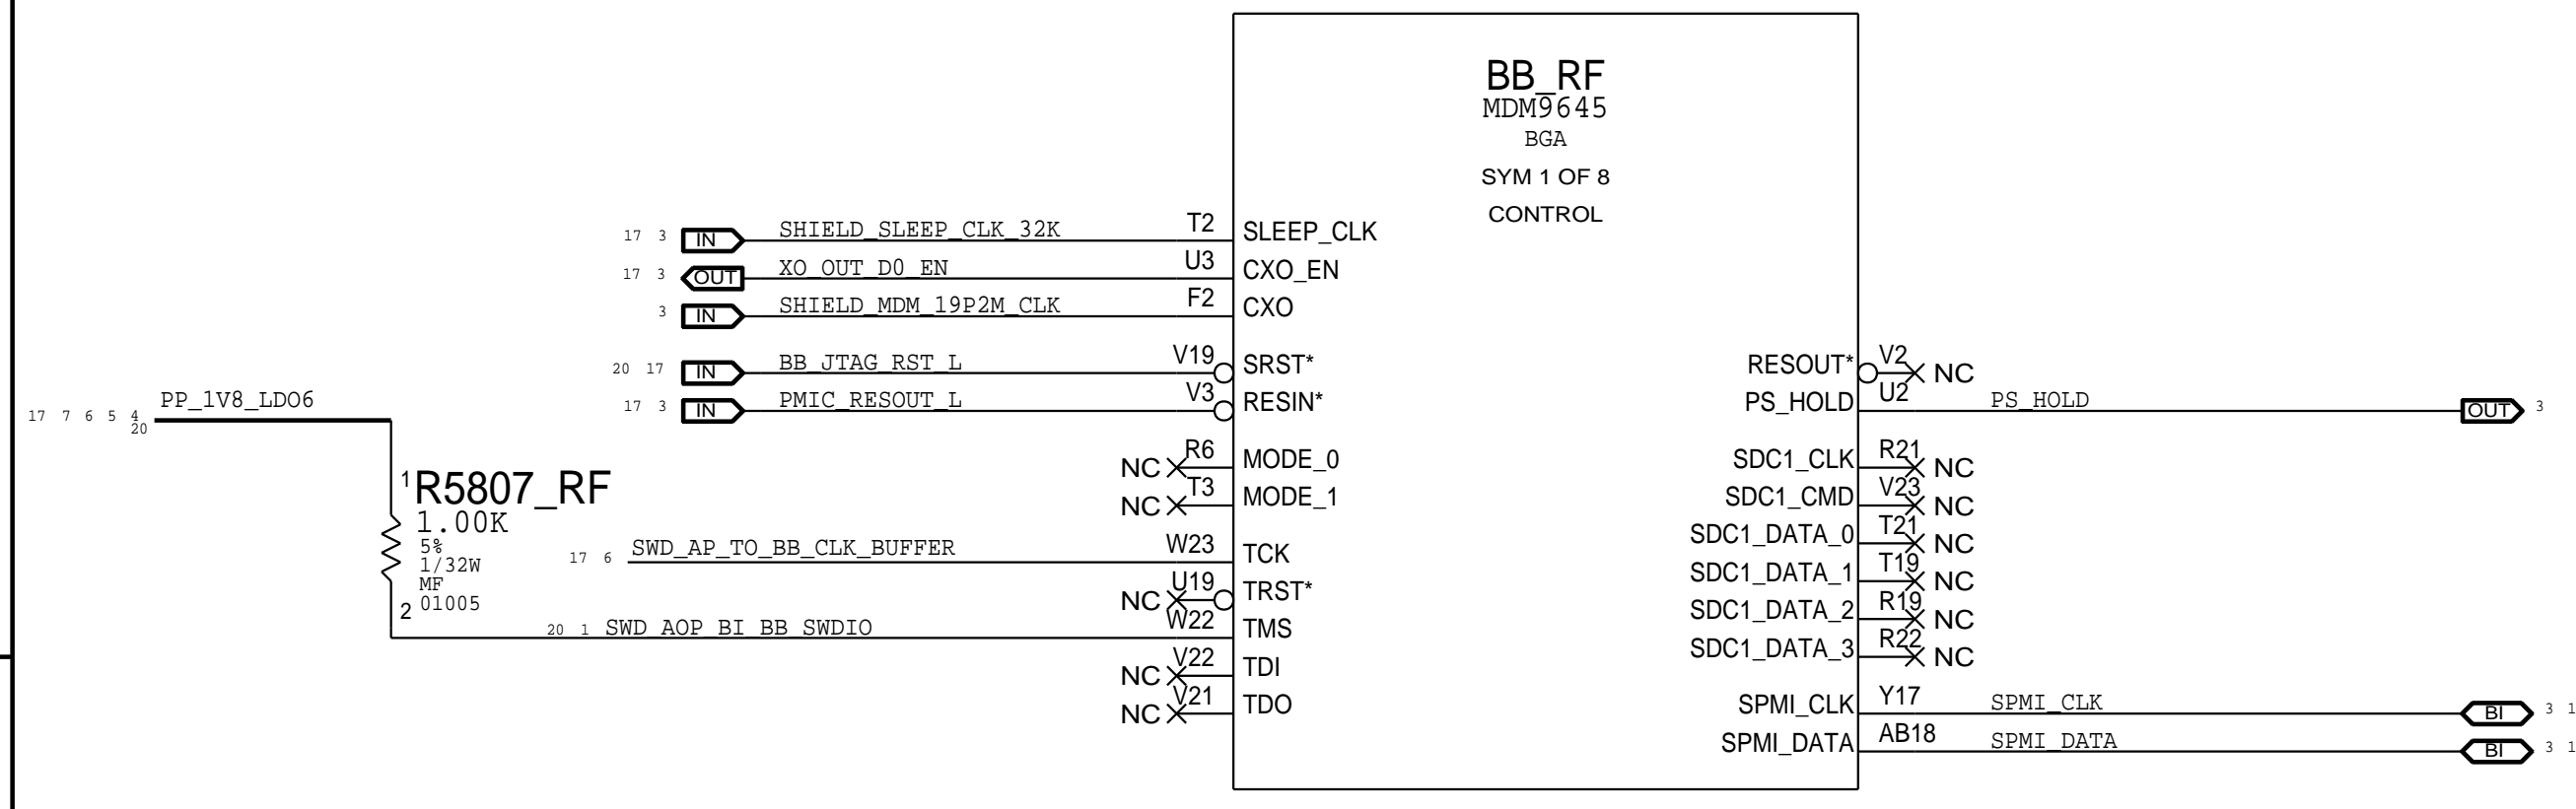 BB_RF
MDM9645
BGA
SYM 1 OF 8
CONTROL
17 3 IN SHIELD_SLEEP_CLK_32K T2 SLEEP_CLK
17 3 OUT XO_OUT_D0_EN U3 CXO_EN
3 IN SHIELD_MDM_19P2M_CLK F2 CXO
20 17 IN BB_JTAG_RST_L V19 SRST*
17 3 IN PMIC_RESOUT_L V3 RESIN*
RESOUT* V2 NC
PS_HOLD U2 PS_HOLD OUT 3
17 7 6 5 4 PP_1V8_LDO6
20
NC R6 MODE_0
NC T3 MODE_1
SDC1_CLK R21 NC
SDC1_CMD V23 NC
SDC1_DATA_0 T21 NC
SDC1_DATA_1 T19 NC
SDC1_DATA_2 R19 NC
SDC1_DATA_3 R22 NC
1 R5807_RF
1.00K
5%
1/32W
MF
2 01005
17 6 SWD_AP_TO_BB_CLK_BUFFER W23 TCK
NC U19 TRST*
20 1 SWD_AOP_BI_BB_SWDIO W22 TMS
NC V22 TDI
NC V21 TDO
SPMI_CLK Y17 SPMI_CLK BI 3 1
SPMI_DATA AB18 SPMI_DATA BI 3 1